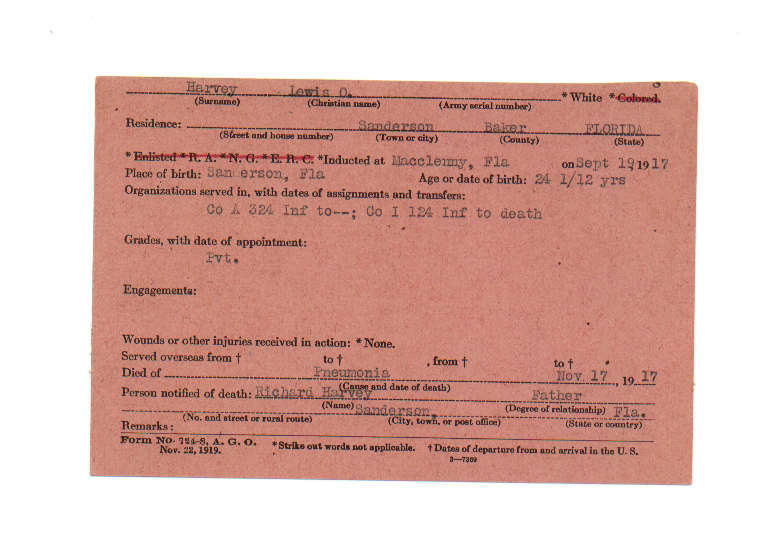 Harvey Lewis O. * White * Colored.
(Surname) (Christian name) (Army serial number)
Residence: Sanderson Baker FLORIDA
(Street and house number) (Town or city) (County) (State)
* Enlisted * R. A. * N. G. * E. R. C. *Inducted at Macclenny, Fla on Sept 19 1917
Place of birth: Sanderson, Fla Age or date of birth: 24 1/12 yrs
Organizations served in, with dates of assignments and transfers:
Co A 324 Inf to--; Co I 124 Inf to death
Grades, with date of appointment:
Pvt.
Engagements:
Wounds or other injuries received in action: * None.
Served overseas from † to † , from † to †
Died of Pneumonia Nov 17 , 19 17
(Cause and date of death)
Person notified of death: Richard Harvey Father
(Name) (Degree of relationship)
Sanderson, Fla.
(No. and street or rural route) (City, town, or post office) (State or country)
Remarks:
Form No. 724-8, A. G. O. *Strike out words not applicable. † Dates of departure from and arrival in the U. S.
Nov. 22, 1919. 3—7369